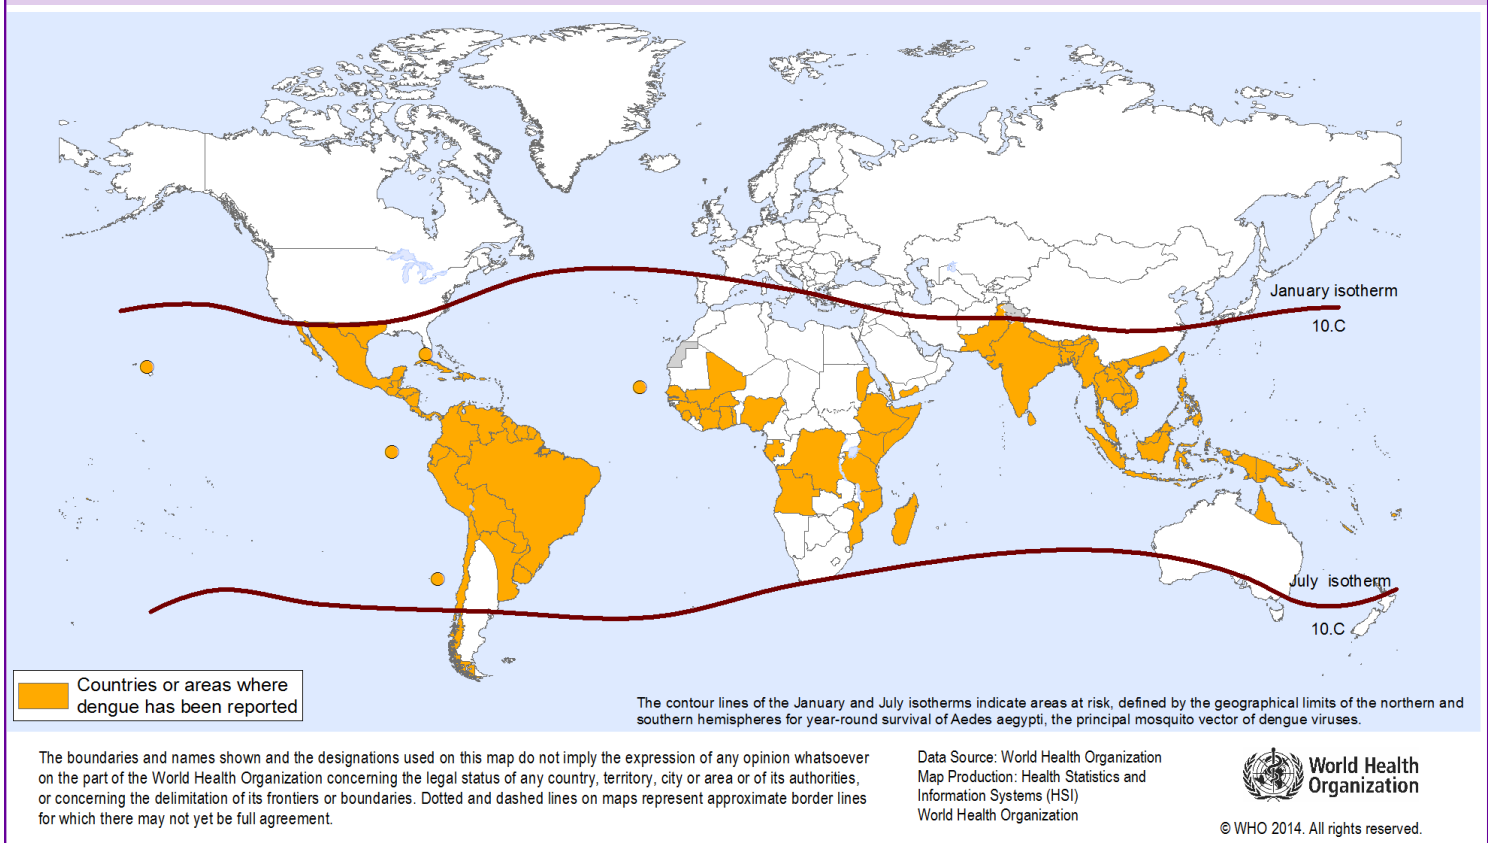 January isotherm
10.C
July isotherm
10.C
Countries or areas where
dengue has been reported
The contour lines of the January and July isotherms indicate areas at risk, defined by the geographical limits of the northern and
southern hemispheres for year-round survival of Aedes aegypti, the principal mosquito vector of dengue viruses.
The boundaries and names shown and the designations used on this map do not imply the expression of any opinion whatsoever
on the part of the World Health Organization concerning the legal status of any country, territory, city or area or of its authorities,
or concerning the delimitation of its frontiers or boundaries. Dotted and dashed lines on maps represent approximate border lines
for which there may not yet be full agreement.
Data Source: World Health Organization
Map Production: Health Statistics and
Information Systems (HSI)
World Health Organization
World Health
Organization
© WHO 2014. All rights reserved.